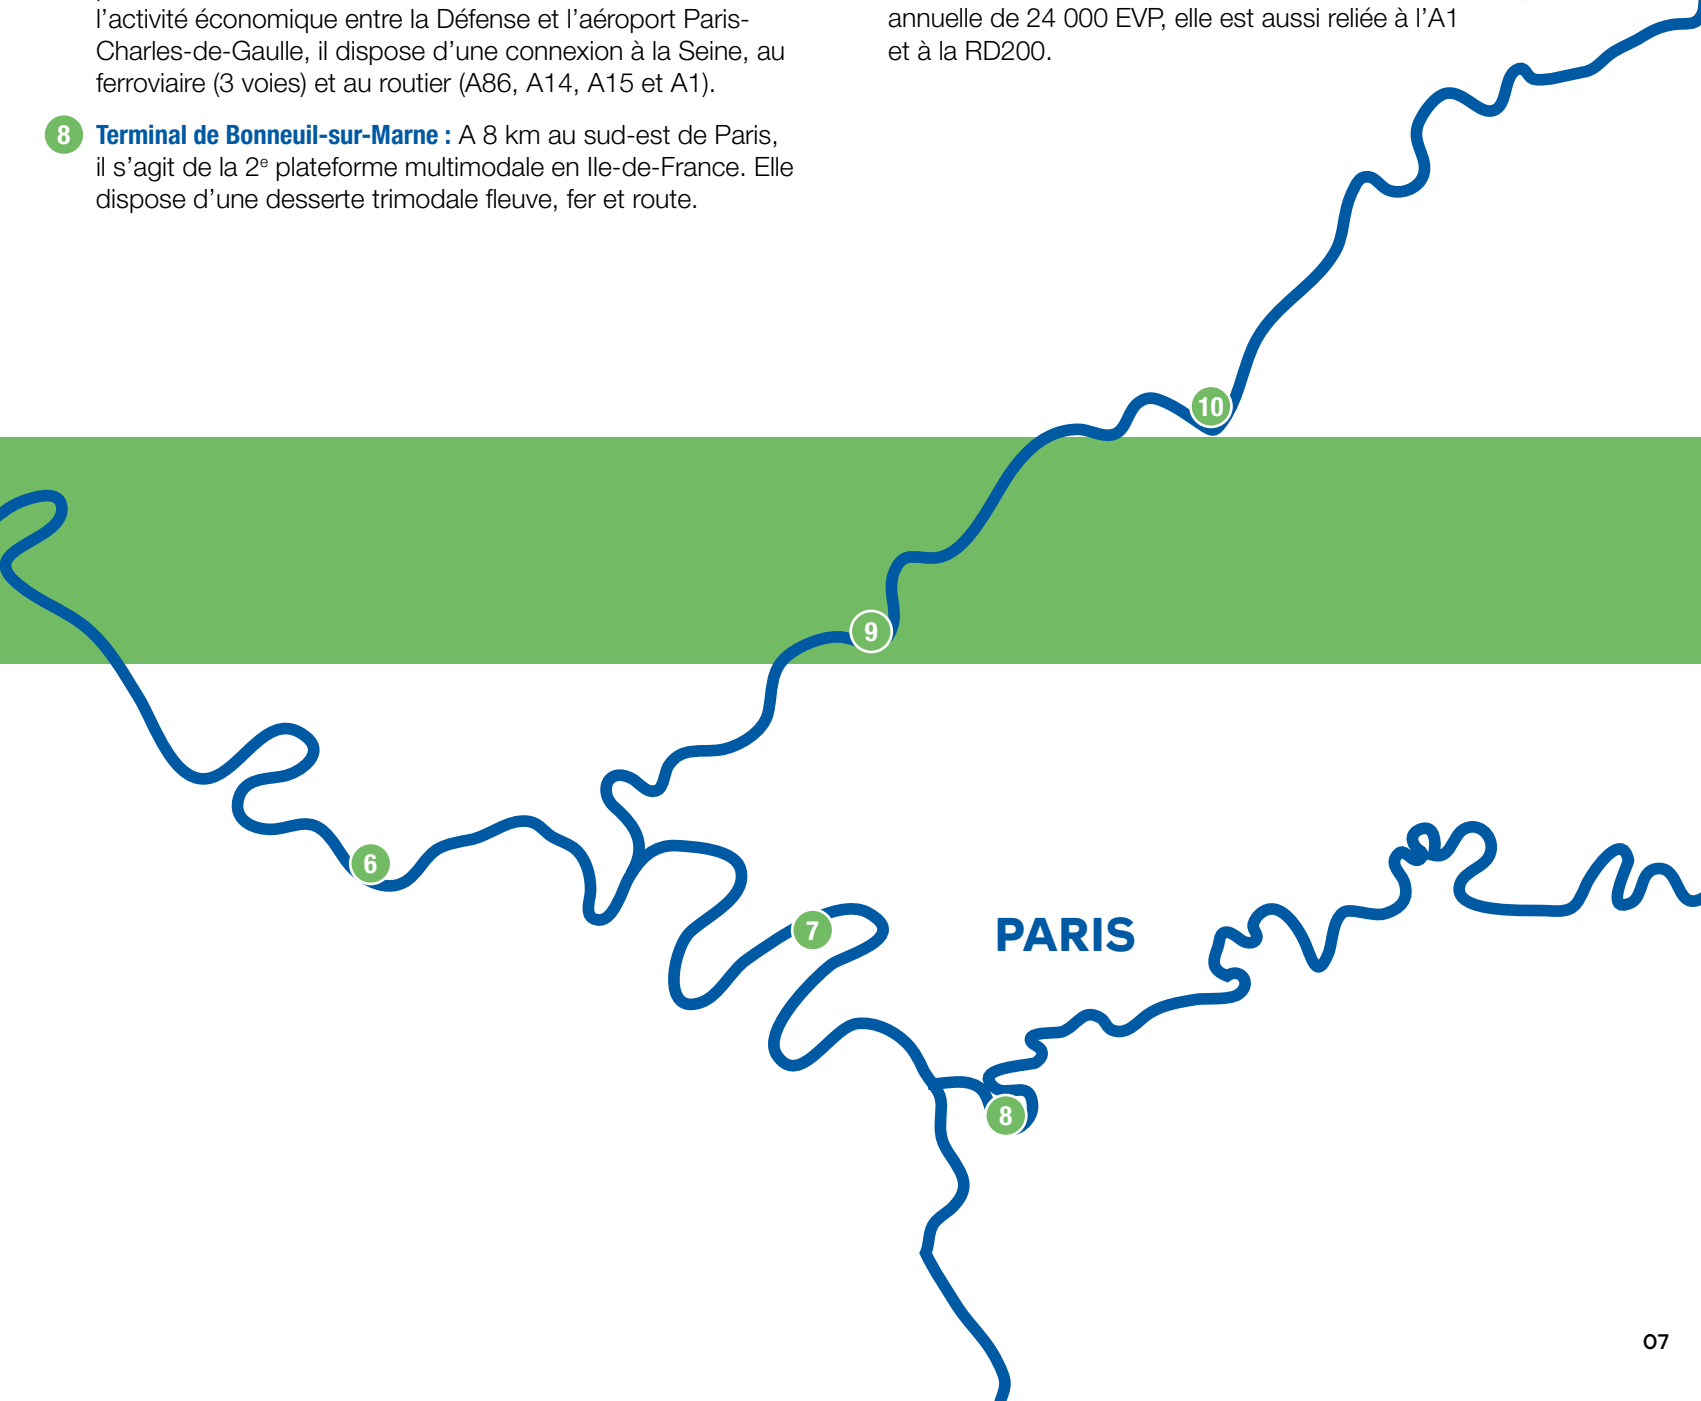 l’activité économique entre la Défense et l’aéroport Paris-
Charles-de-Gaulle, il dispose d’une connexion à la Seine, au
ferroviaire (3 voies) et au routier (A86, A14, A15 et A1).
8 Terminal de Bonneuil-sur-Marne : A 8 km au sud-est de Paris,
il s’agit de la 2e plateforme multimodale en Ile-de-France. Elle
dispose d’une desserte trimodale fleuve, fer et route.
annuelle de 24 000 EVP, elle est aussi reliée à l’A1
et à la RD200.
10
9
6
7
PARIS
8
07